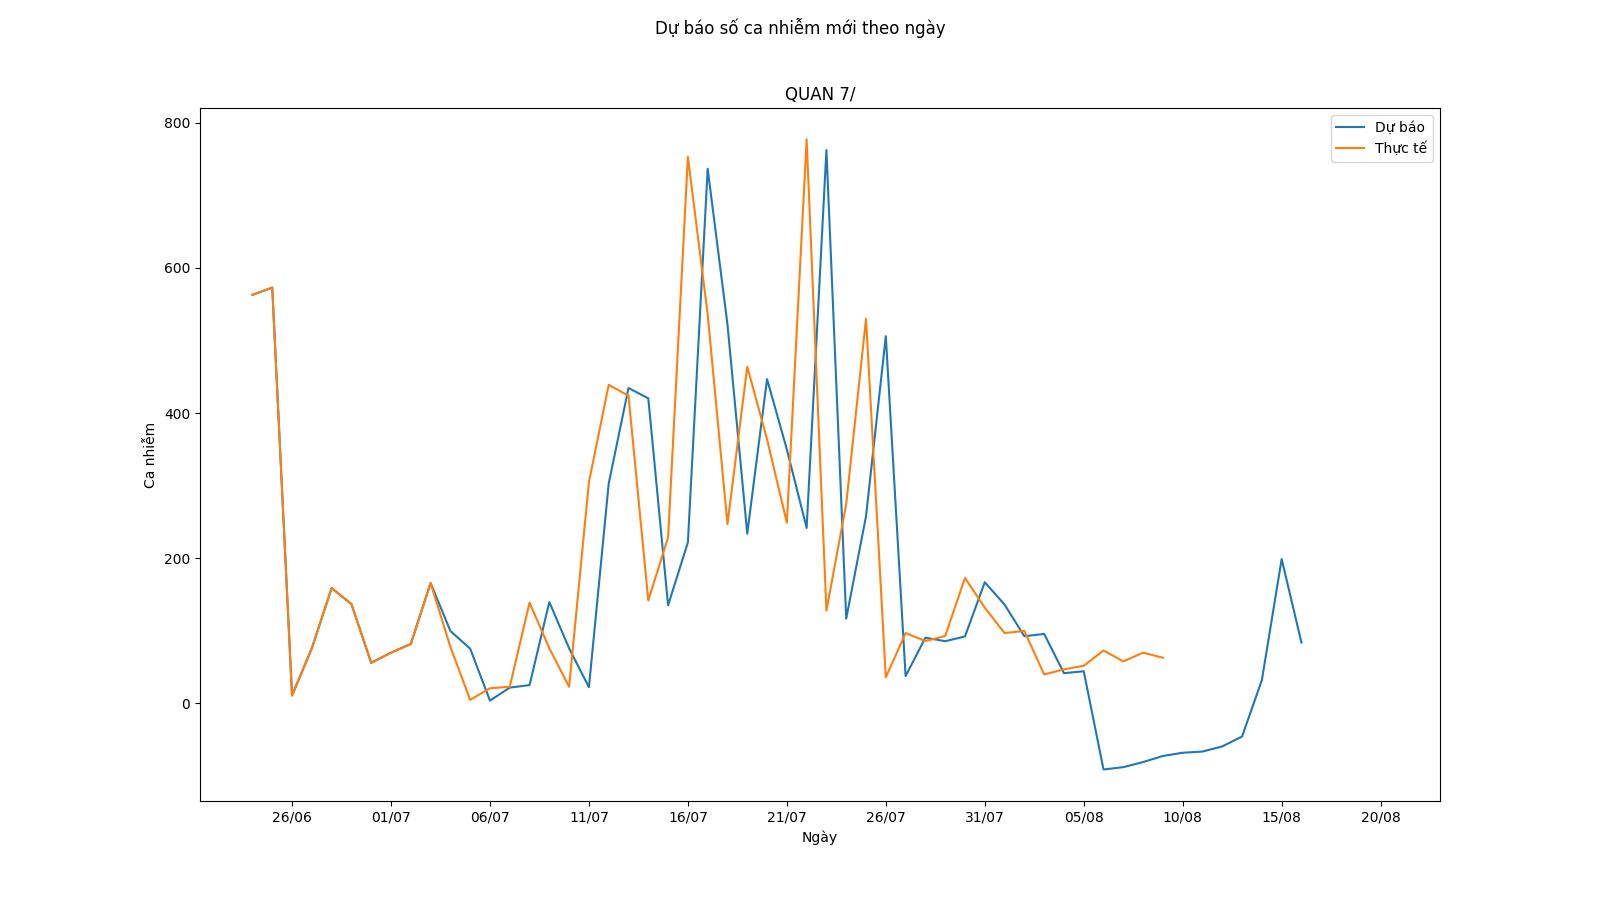 Dự báo số ca nhiễm mới theo ngày
QUAN 7/
Dự báo
Thực tế
800
600
400
200
0
Ca nhiễm
26/06
01/07
06/07
11/07
16/07
21/07
26/07
31/07
05/08
10/08
15/08
20/08
Ngày